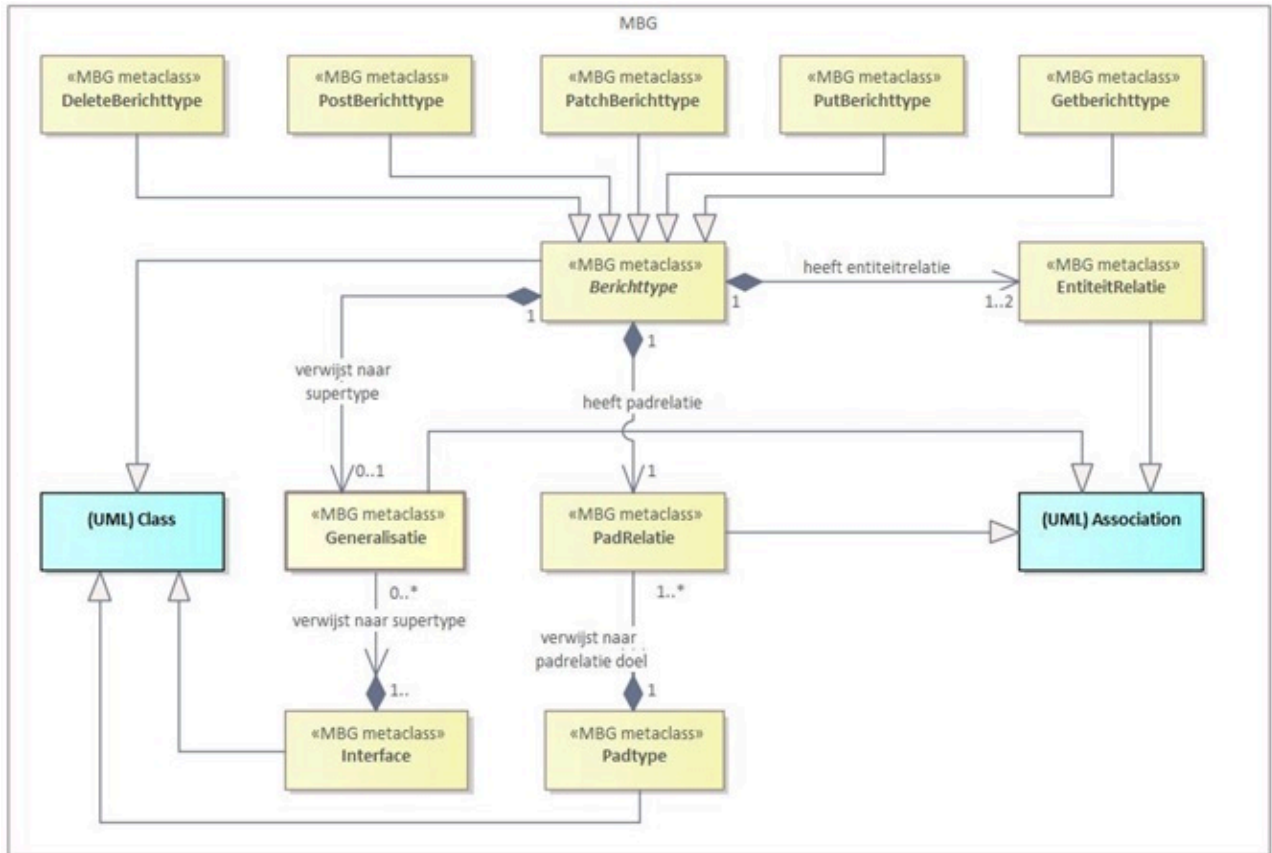 MBG
«MBG metaclass»
DeleteBerichttype
«MBG metaclass»
PostBerichttype
«MBG metaclass»
PatchBerichttype
«MBG metaclass»
PutBerichttype
«MBG metaclass»
Getberichttype
«MBG metaclass»
Berichttype
heeft entiteitrelatie
1
1..2
«MBG metaclass»
EntiteitRelatie
1
1
verwijst naar
supertype
heeft padrelatie
0..1
1
(UML) Class
«MBG metaclass»
Generalisatie
«MBG metaclass»
PadRelatie
(UML) Association
0..*
1..*
verwijst naar supertype
verwijst naar
padrelatie doel
1..
1
«MBG metaclass»
Interface
«MBG metaclass»
Padtype